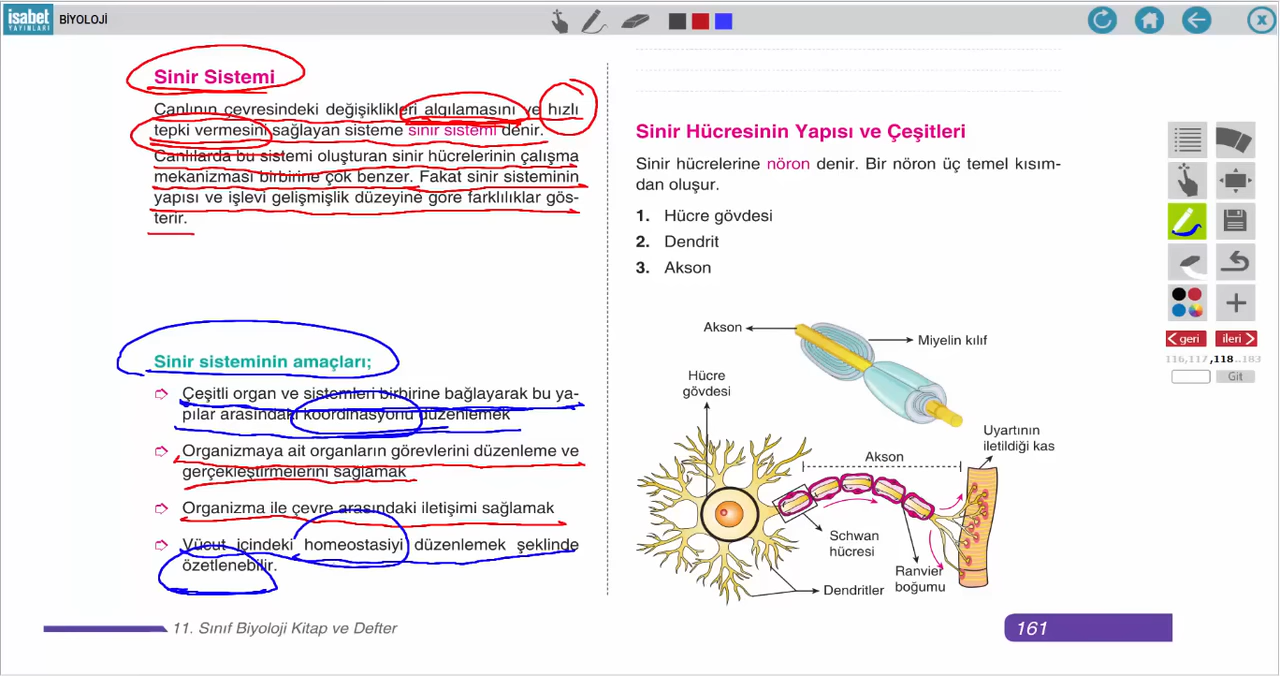 isabet
YAYINLARI
BİYOLOJİ
Sinir Sistemi
Canlının çevresindeki değişiklikleri algılamasını ve hızlı
tepki vermesini sağlayan sisteme sinir sistemi denir.
Canlılarda bu sistemi oluşturan sinir hücrelerinin çalışma
mekanizması birbirine çok benzer. Fakat sinir sisteminin
yapısı ve işlevi gelişmişlik düzeyine göre farklılıklar gös-
terir.
Sinir sisteminin amaçları;
Çeşitli organ ve sistemleri birbirine bağlayarak bu ya-
pılar arasındaki koordinasyonu düzenlemek
Organizmaya ait organların görevlerini düzenleme ve
gerçekleştirmelerini sağlamak
Organizma ile çevre arasındaki iletişimi sağlamak
Vücut içindeki homeostasiyi düzenlemek şeklinde
özetlenebilir.
11. Sınıf Biyoloji Kitap ve Defter
Sinir Hücresinin Yapısı ve Çeşitleri
Sinir hücrelerine nöron denir. Bir nöron üç temel kısım-
dan oluşur.
1. Hücre gövdesi
2. Dendrit
3. Akson
Akson
Miyelin kılıf
Hücre
gövdesi
Uyartının
iletildiği kas
Akson
Schwan
hücresi
Ranvier
boğumu
Dendritler
161
geri
ileri
116,117,118...183
Git